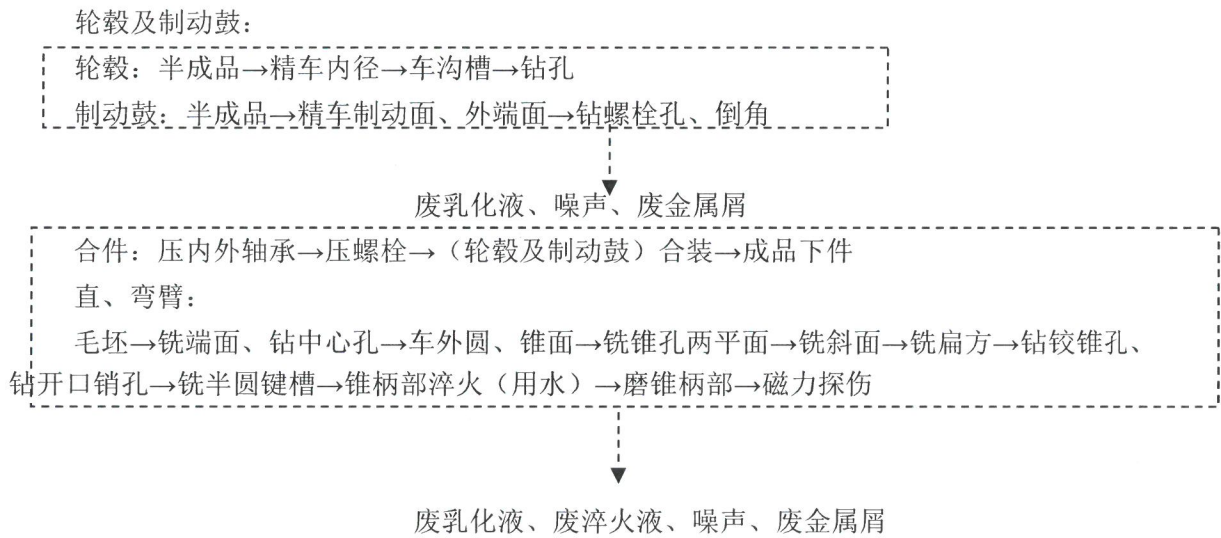 轮毂及制动鼓：
轮毂：半成品→精车内径→车沟槽→钻孔
制动鼓：半成品→精车制动面、外端面→钻螺栓孔、倒角
废乳化液、噪声、废金属屑
合件：压内外轴承→压螺栓→（轮毂及制动鼓）合装→成品下件
直、弯臂：
毛坯→铣端面、钻中心孔→车外圆、锥面→铣锥孔两平面→铣斜面→铣扁方→钻铰锥孔、
钻开口销孔→铣半圆键槽→锥柄部淬火（用水）→磨锥柄部→磁力探伤
废乳化液、废淬火液、噪声、废金属屑